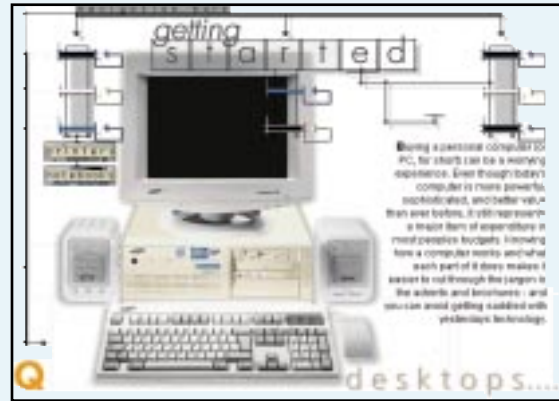 getting
started
printers
notebooks
Buying a personal computer (or
PC, for short) can be a worrying
experience. Even though today's
computer is more powerful,
sophisticated, and better value
than ever before, it still represents
a major item of expenditure in
most peoples budgets. Knowing
how a computer works and what
each part of it does makes it
easier to cut through the jargon in
the adverts and brochures - and
you can avoid getting saddled with
yesterdays technology.
Q
desktops....